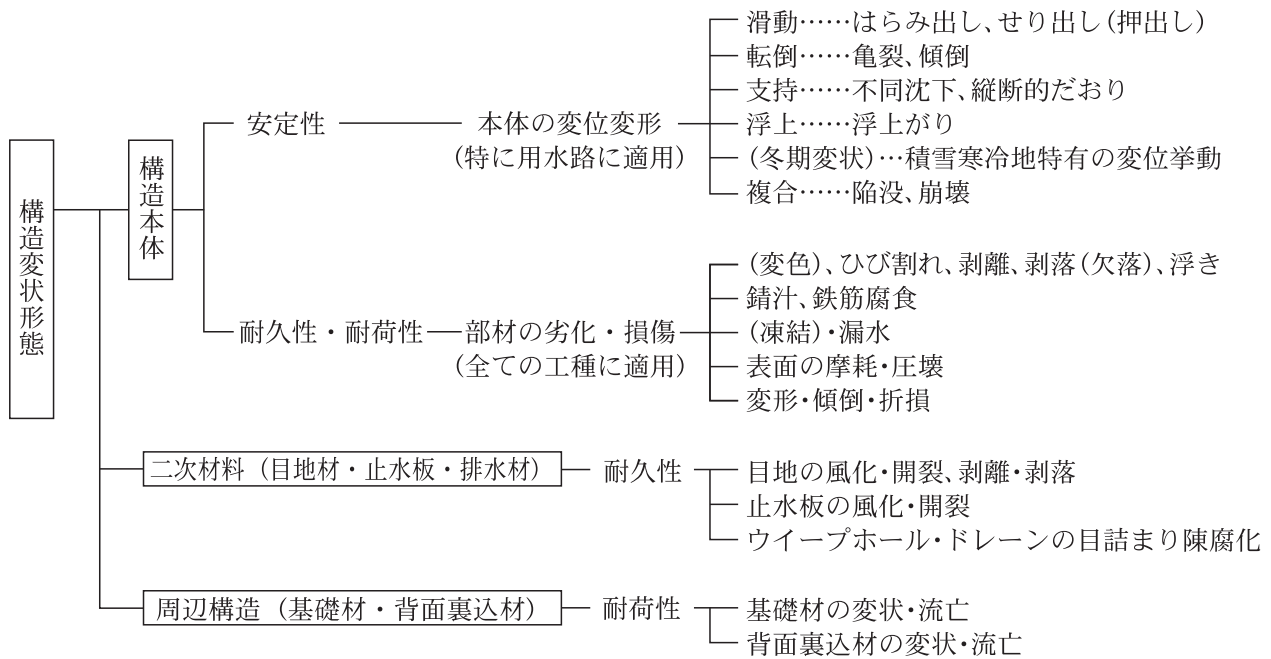 構造変状形態
構造本体
安定性
本体の変位変形
(特に用水路に適用)
滑動……はらみ出し、せり出し(押出し)
転倒……亀裂、傾倒
支持……不同沈下、縦断的だおり
浮上……浮上がり
(冬期変状)…積雪寒冷地特有の変位挙動
複合……陥没、崩壊
耐久性・耐荷性
部材の劣化・損傷
(全ての工種に適用)
(変色)、ひび割れ、剥離、剥落(欠落)、浮き
錆汁、鉄筋腐食
(凍結)・漏水
表面の摩耗・圧壊
変形・傾倒・折損
二次材料(目地材・止水板・排水材)
耐久性
目地の風化・開裂、剥離・剥落
止水板の風化・開裂
ウイープホール・ドレーンの目詰まり陳腐化
周辺構造(基礎材・背面裏込材)
耐荷性
基礎材の変状・流亡
背面裏込材の変状・流亡